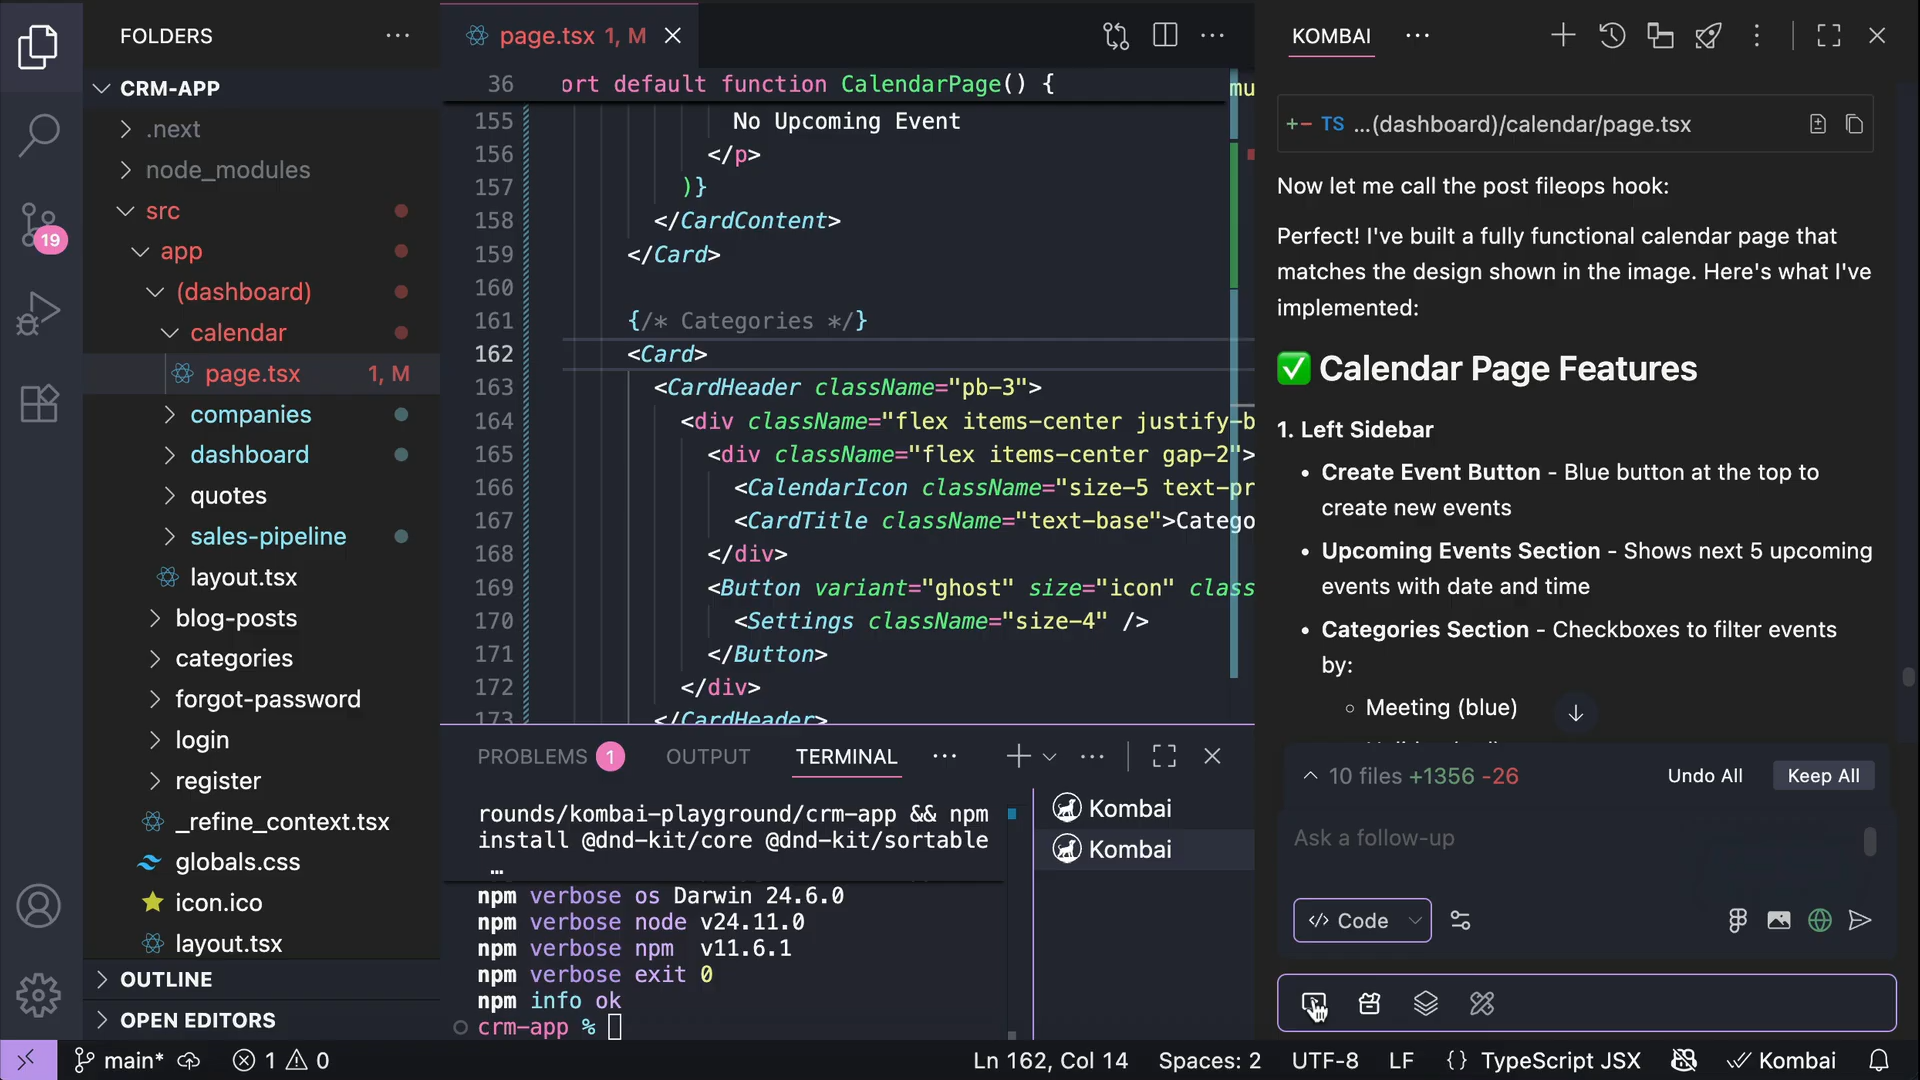 FOLDERS
CRM-APP
.next
node_modules
src
app
(dashboard)
calendar
page.tsx 1, M
companies
dashboard
quotes
sales-pipeline
layout.tsx
blog-posts
categories
forgot-password
login
register
_refine_context.tsx
globals.css
icon.ico
layout.tsx
OUTLINE
OPEN EDITORS
19
page.tsx 1, M
36 ort default function CalendarPage() {
mu
155 No Upcoming Event
156 </p>
157 )}
158 </CardContent>
159 </Card>
160
161 {/* Categories */}
162 <Card>
163 <CardHeader className="pb-3">
164 <div className="flex items-center justify-b
165 <div className="flex items-center gap-2">
166 <CalendarIcon className="size-5 text-pr
167 <CardTitle className="text-base">Catego
168 </div>
169 <Button variant="ghost" size="icon" class
170 <Settings className="size-4" />
171 </Button>
172 </div>
173 </CardHeader>
PROBLEMS 1 OUTPUT TERMINAL
rounds/kombai-playground/crm-app && npm
install @dnd-kit/core @dnd-kit/sortable
…
npm verbose os Darwin 24.6.0
npm verbose node v24.11.0
npm verbose npm v11.6.1
npm verbose exit 0
npm info ok
crm-app %
Kombai
Kombai
KOMBAI
+− TS ...(dashboard)/calendar/page.tsx
Now let me call the post fileops hook:
Perfect! I've built a fully functional calendar page that
matches the design shown in the image. Here's what I've
implemented:
✅ Calendar Page Features
1. Left Sidebar
• Create Event Button - Blue button at the top to
create new events
• Upcoming Events Section - Shows next 5 upcoming
events with date and time
• Categories Section - Checkboxes to filter events
by:
◦ Meeting (blue)
10 files +1356 -26 Undo All Keep All
Ask a follow-up
</> Code
main* 1 0 Ln 162, Col 14 Spaces: 2 UTF-8 LF {} TypeScript JSX Kombai